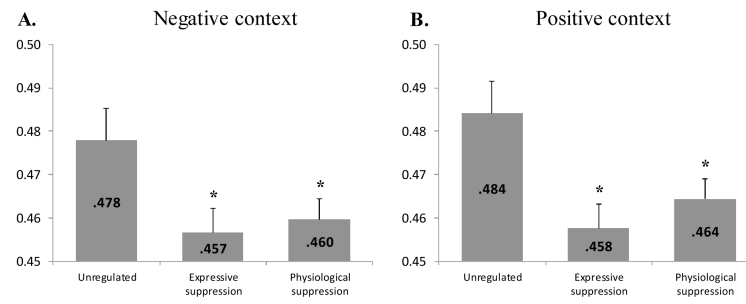 A. Negative context
0.50
0.49
0.48
0.47
0.46
0.45
.478
*
.457
*
.460
Unregulated
Expressive
suppression
Physiological
suppression
B. Positive context
0.50
0.49
0.48
0.47
0.46
0.45
.484
*
.458
*
.464
Unregulated
Expressive
suppression
Physiological
suppression